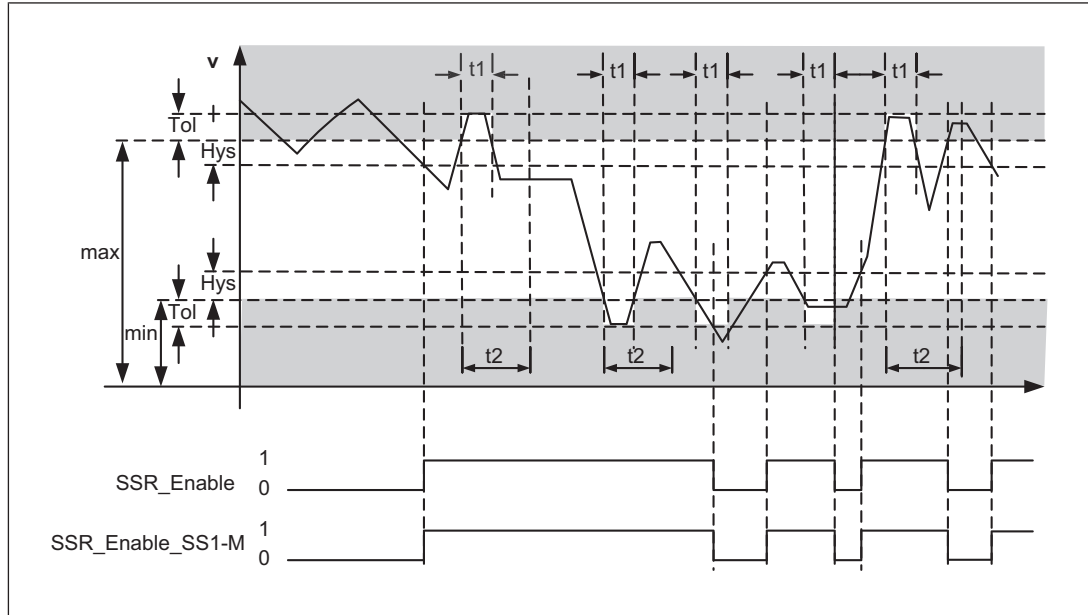 v
t1
t1
t1
t1
t1
+
Tol
Hys
max
Hys
Tol
min
t2
t2
t2
1
SSR_Enable
0
1
SSR_Enable_SS1-M
0